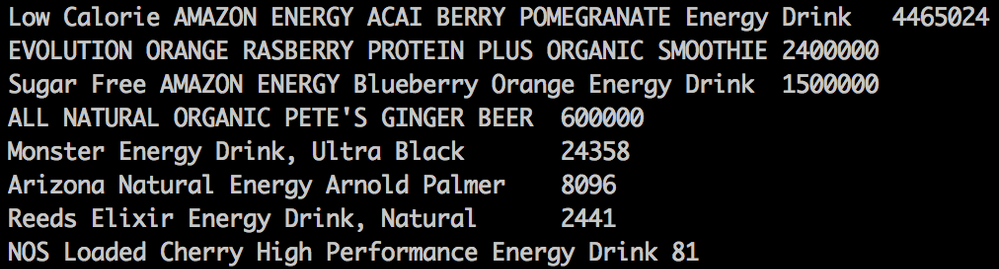 Low Calorie AMAZON ENERGY ACAI BERRY POMEGRANATE Energy Drink 4465024
EVOLUTION ORANGE RASBERRY PROTEIN PLUS ORGANIC SMOOTHIE 2400000
Sugar Free AMAZON ENERGY Blueberry Orange Energy Drink 1500000
ALL NATURAL ORGANIC PETE'S GINGER BEER 600000
Monster Energy Drink, Ultra Black 24358
Arizona Natural Energy Arnold Palmer 8096
Reeds Elixir Energy Drink, Natural 2441
NOS Loaded Cherry High Performance Energy Drink 81